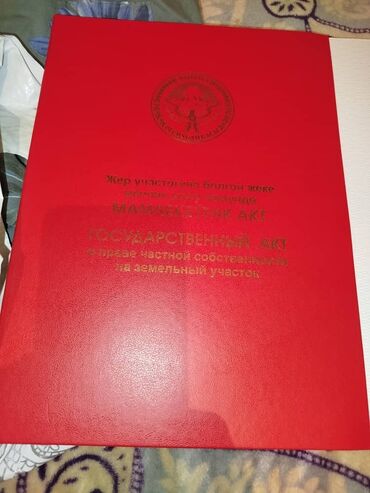 Жер участогуна болгон жеке
МАМЛЕКЕТТИК АКТ
ГОСУДАРСТВЕННЫЙ АКТ
о праве частной собственности
на земельный участок